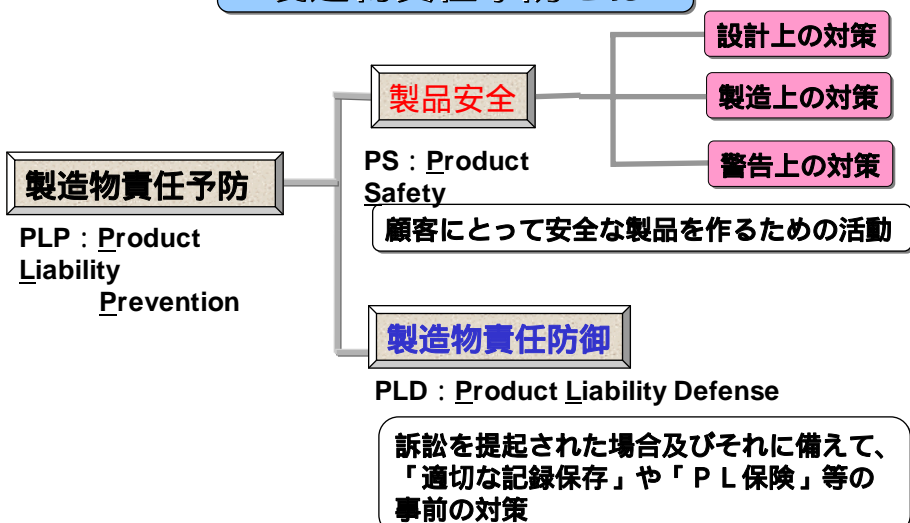 設計上の対策
製品安全
製造上の対策
PS：Product
Safety
警告上の対策
製造物責任予防
PLP：Product
Liability
Prevention
顧客にとって安全な製品を作るための活動
製造物責任防御
PLD：Product Liability Defense
訴訟を提起された場合及びそれに備えて、
「適切な記録保存」や「ＰＬ保険」等の
事前の対策